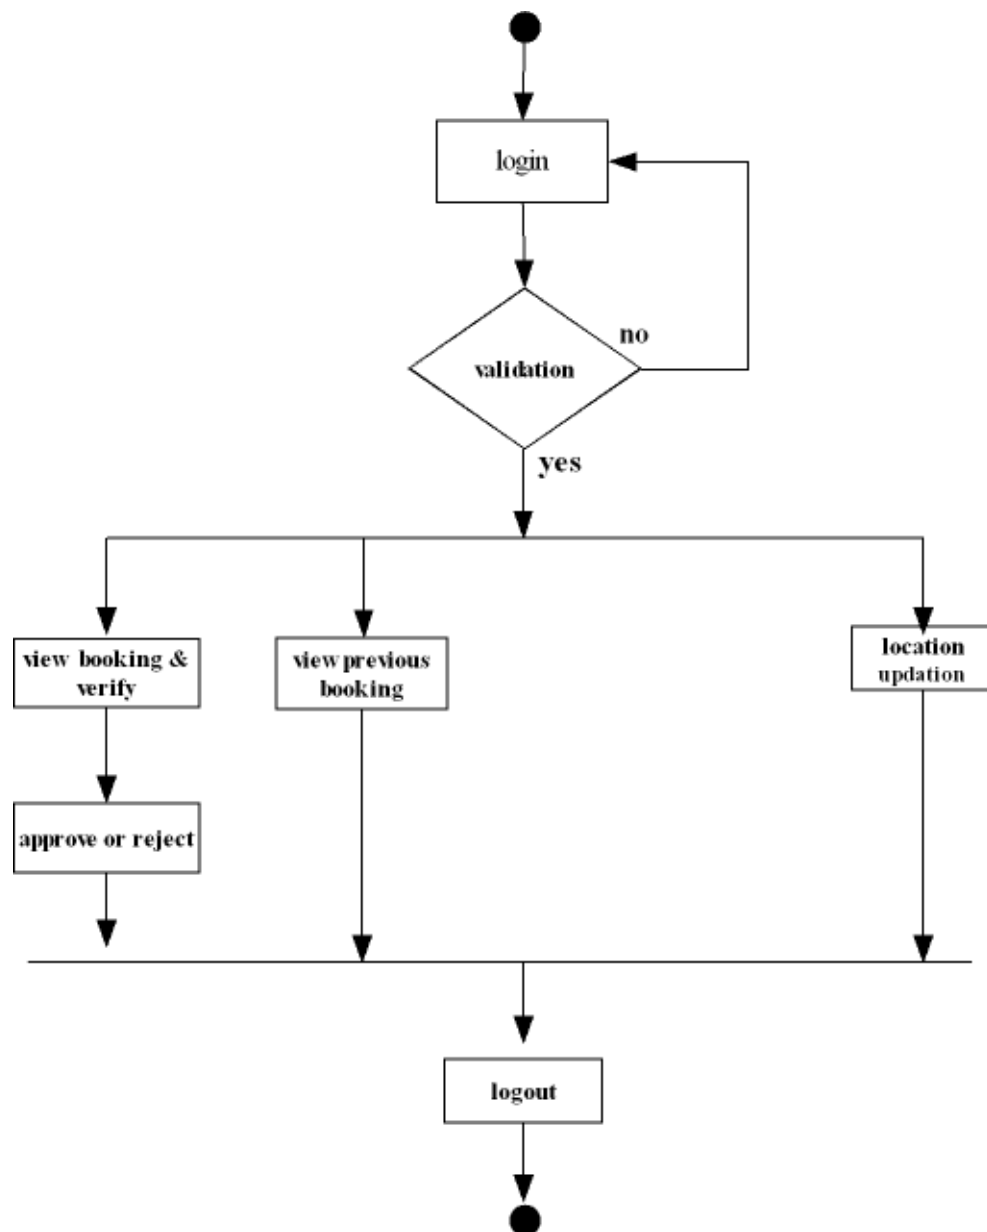 login
no
validation
yes
view booking &
verify
view previous
booking
location
updation
approve or reject
logout